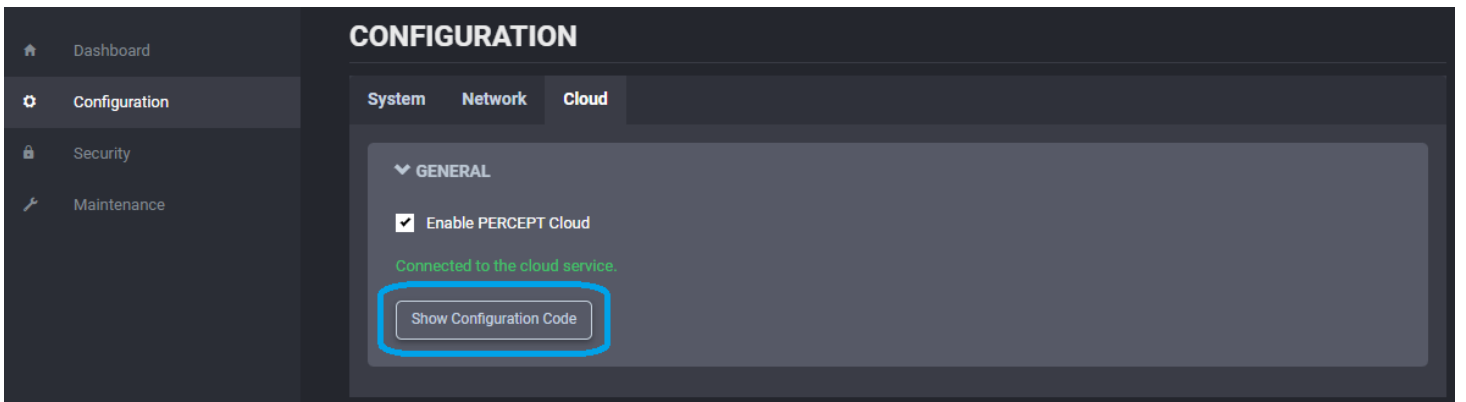 Dashboard
Configuration
Security
Maintenance
CONFIGURATION
System Network Cloud
GENERAL
Enable PERCEPT Cloud
Connected to the cloud service.
Show Configuration Code